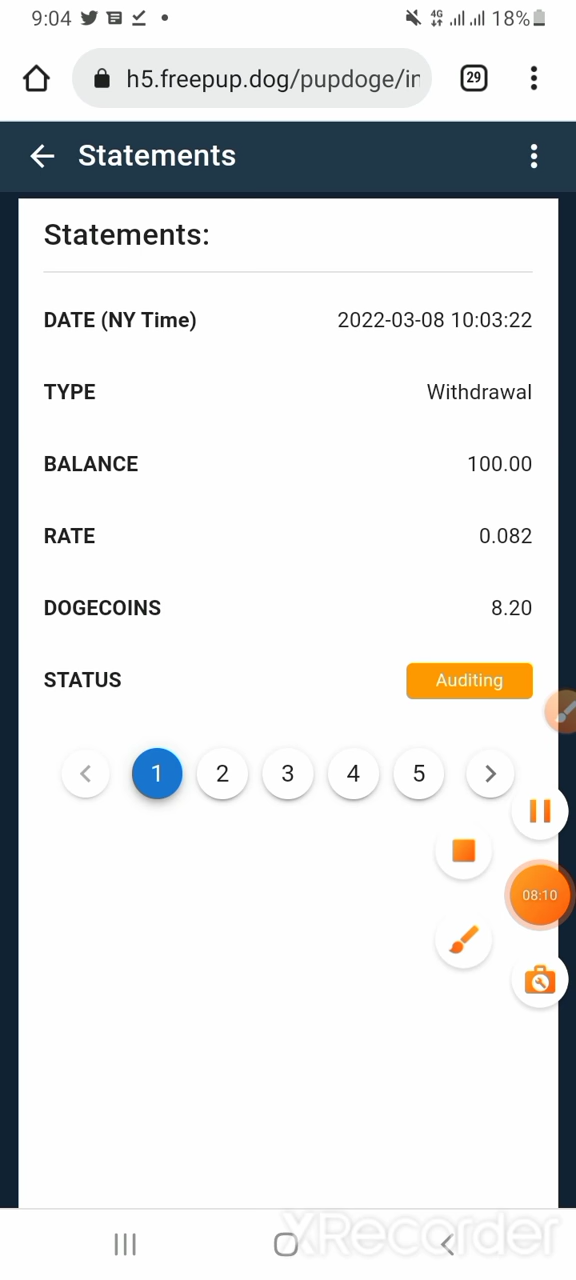 9:04 4G 18%
h5.freepup.dog/pupdoge/in 29
Statements
Statements:
DATE (NY Time) 2022-03-08 10:03:22
TYPE Withdrawal
BALANCE 100.00
RATE 0.082
DOGECOINS 8.20
STATUS Auditing
1 2 3 4 5
08:10
XRecorder